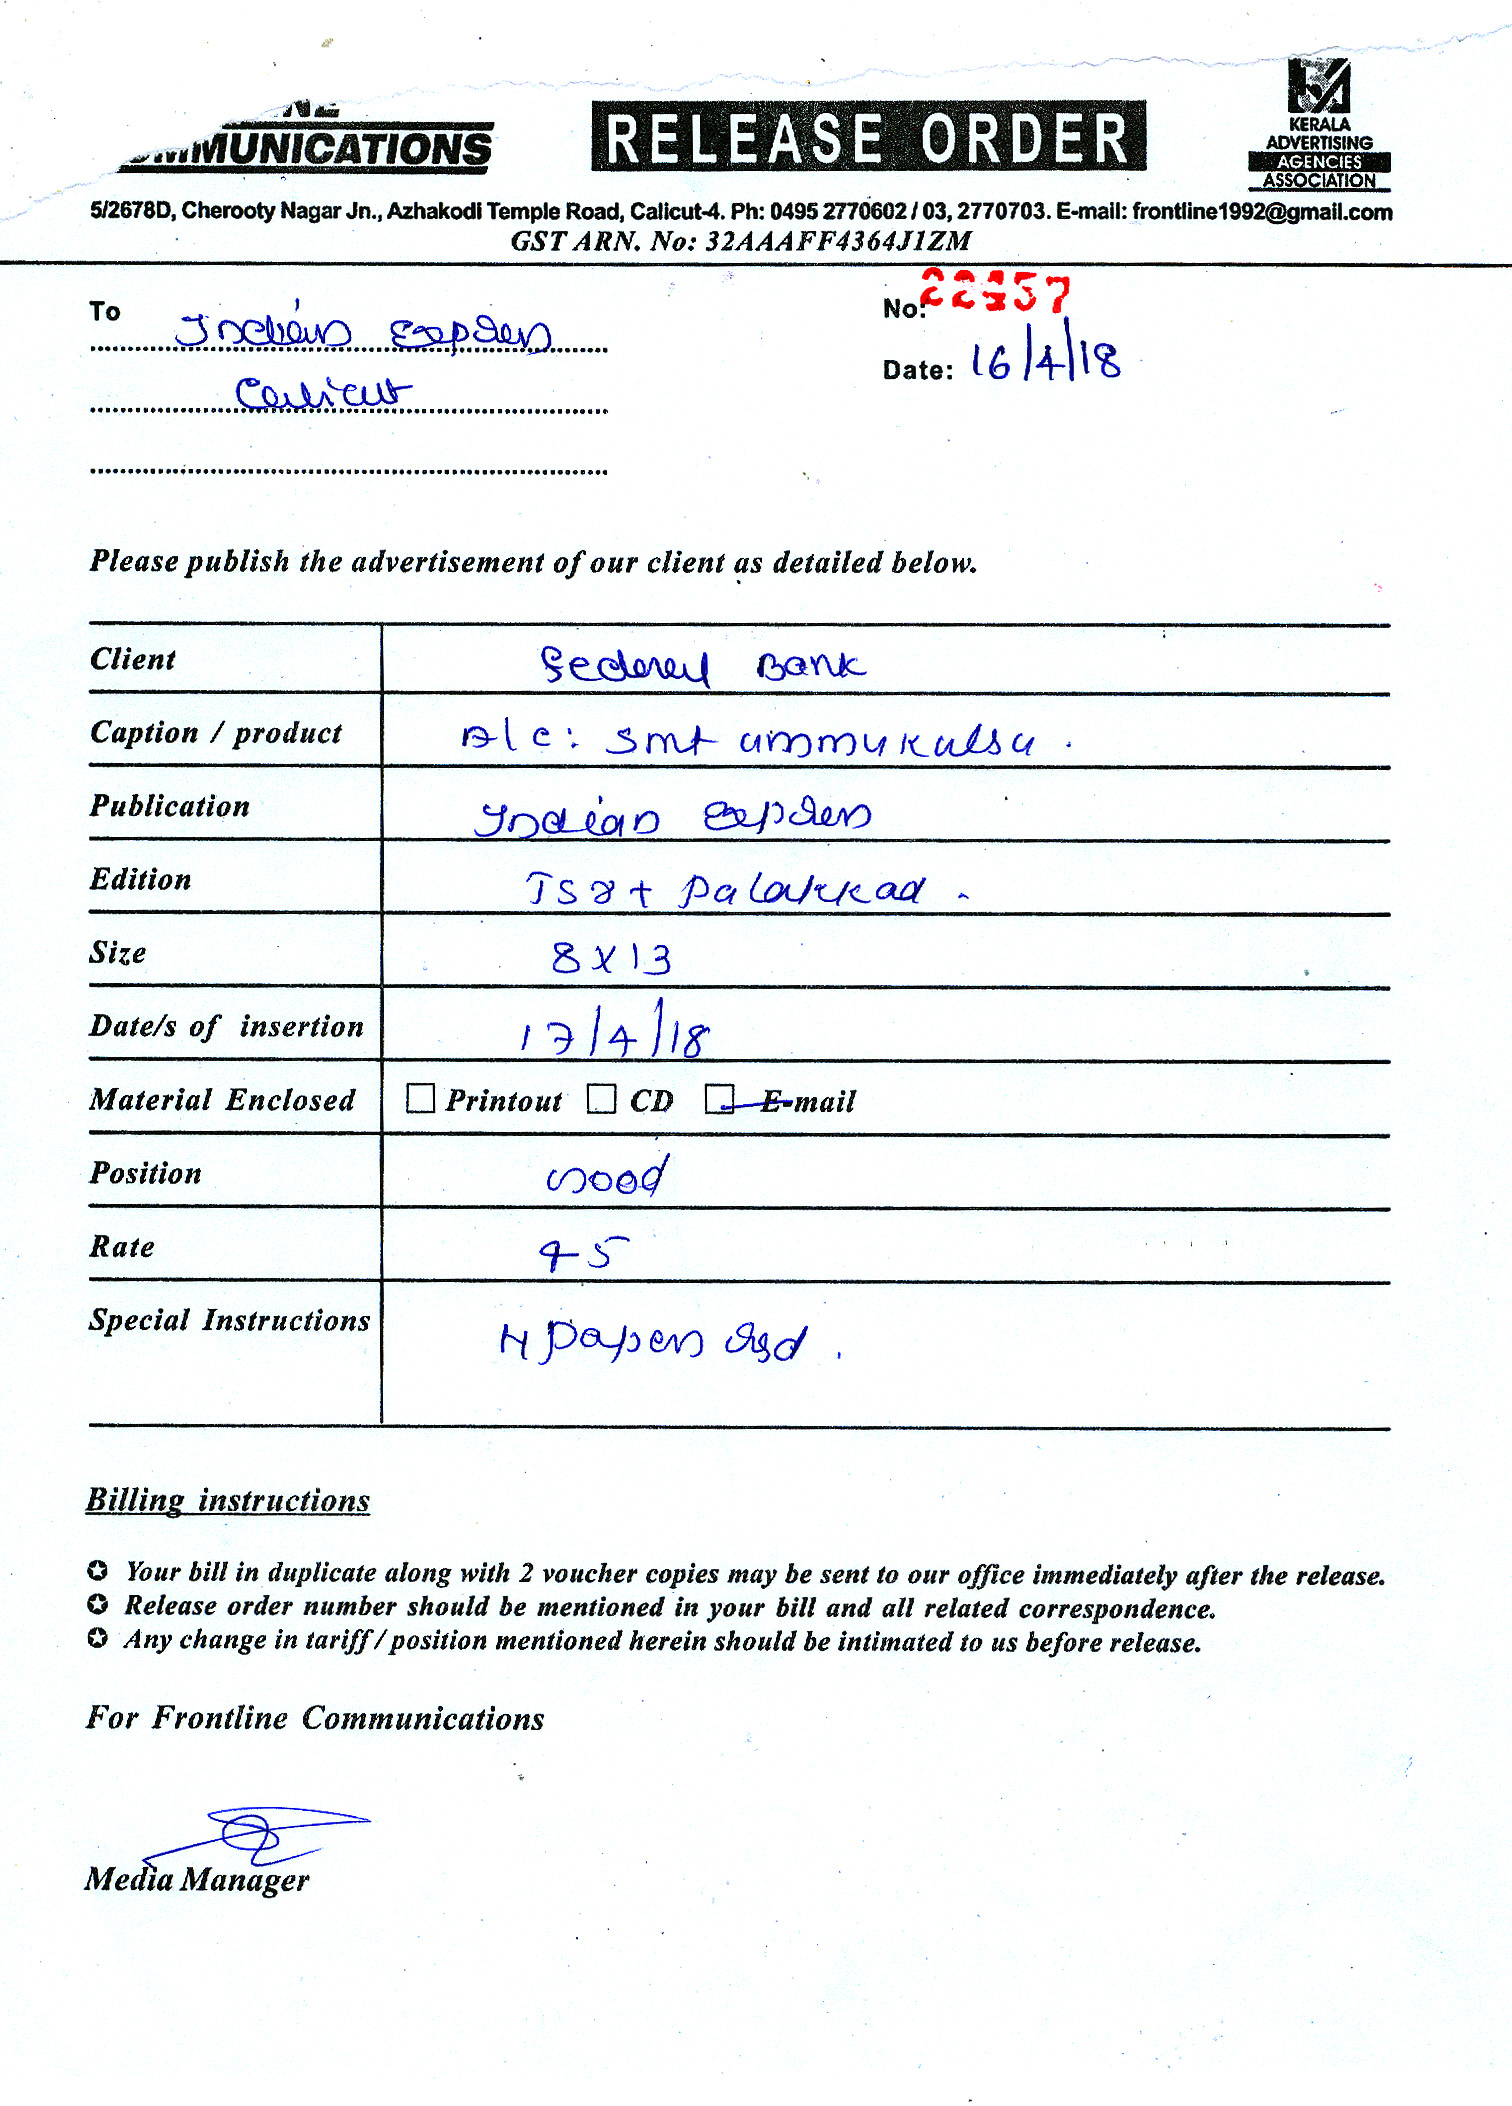 MUNICATIONS
RELEASE ORDER
KERALA
ADVERTISING
AGENCIES
ASSOCIATION
5/2678D, Cherooty Nagar Jn., Azhakodi Temple Road, Calicut-4. Ph: 0495 2770602 / 03, 2770703. E-mail: frontline1992@gmail.com
GST ARN. No: 32AAAFF4364J1ZM
To Indian Express
No:
Date: 16/4/18
Calicut
Please publish the advertisement of our client as detailed below.
Client Federal Bank
Caption / product A/c: Smt ummukulsu.
Publication Indian Express
Edition TSR + Palakkad
Size 8 X 13
Date/s of insertion 17/4/18
Material Enclosed Printout CD E-mail
Position Good
Rate 45
Special Instructions papers
Billing instructions
Your bill in duplicate along with 2 voucher copies may be sent to our office immediately after the release.
Release order number should be mentioned in your bill and all related correspondence.
Any change in tariff / position mentioned herein should be intimated to us before release.
For Frontline Communications
Media Manager